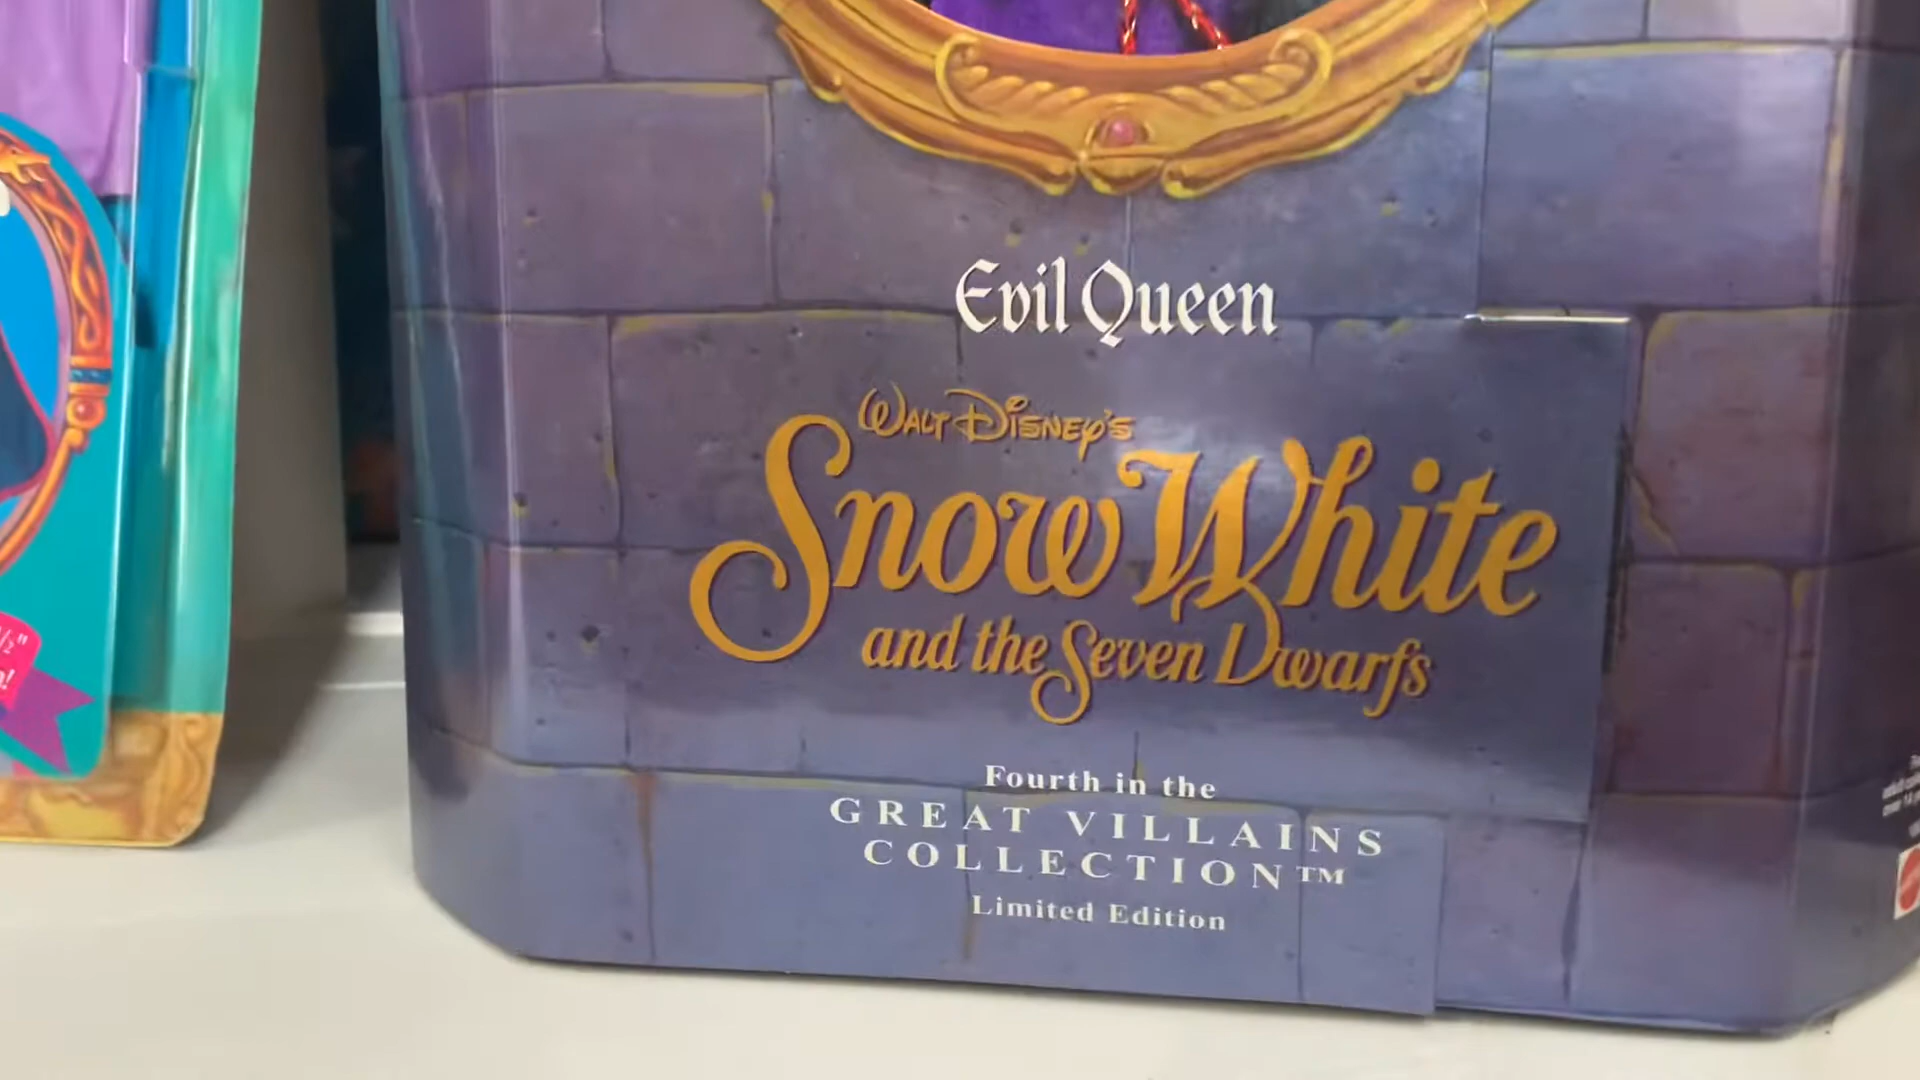 Evil Queen
WALT DISNEY'S
Snow White
and the Seven Dwarfs
Fourth in the
GREAT VILLAINS
COLLECTION™
Limited Edition